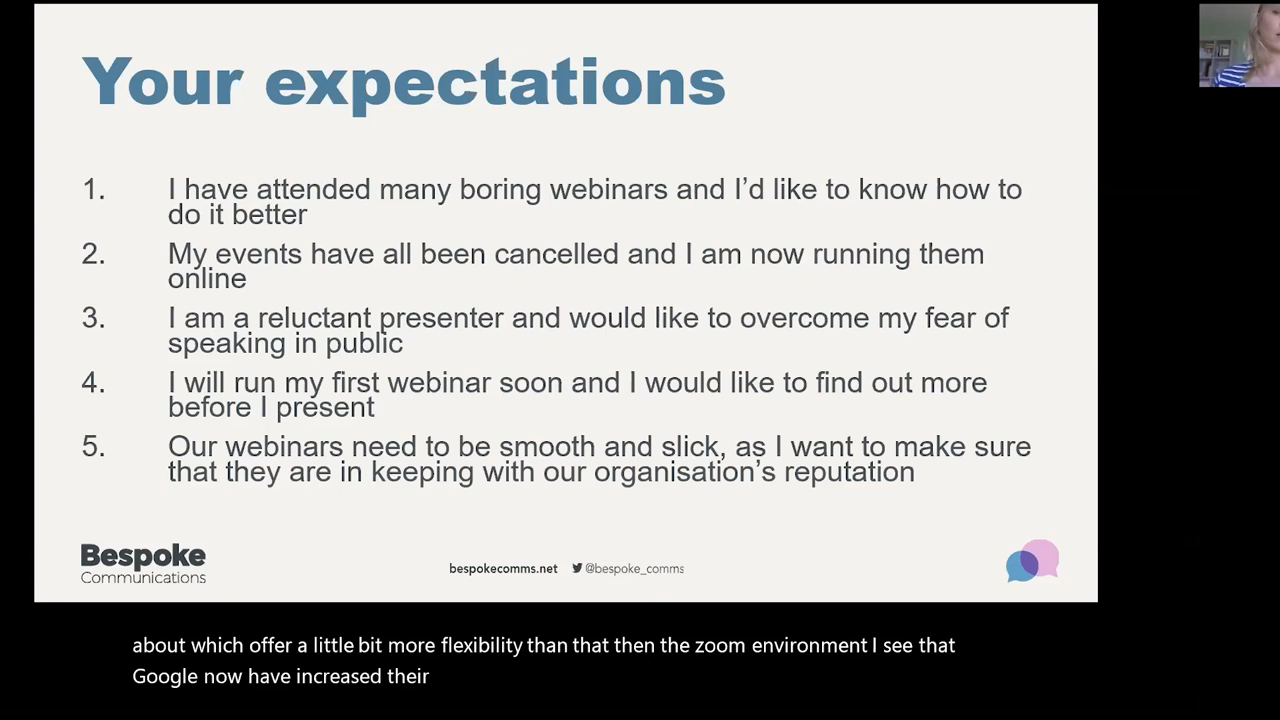 Your expectations
1. I have attended many boring webinars and I’d like to know how to
do it better
2. My events have all been cancelled and I am now running them
online
3. I am a reluctant presenter and would like to overcome my fear of
speaking in public
4. I will run my first webinar soon and I would like to find out more
before I present
5. Our webinars need to be smooth and slick, as I want to make sure
that they are in keeping with our organisation’s reputation
Bespoke
Communications
bespokecomms.net @bespoke_comms
about which offer a little bit more flexibility than that then the zoom environment I see that
Google now have increased their